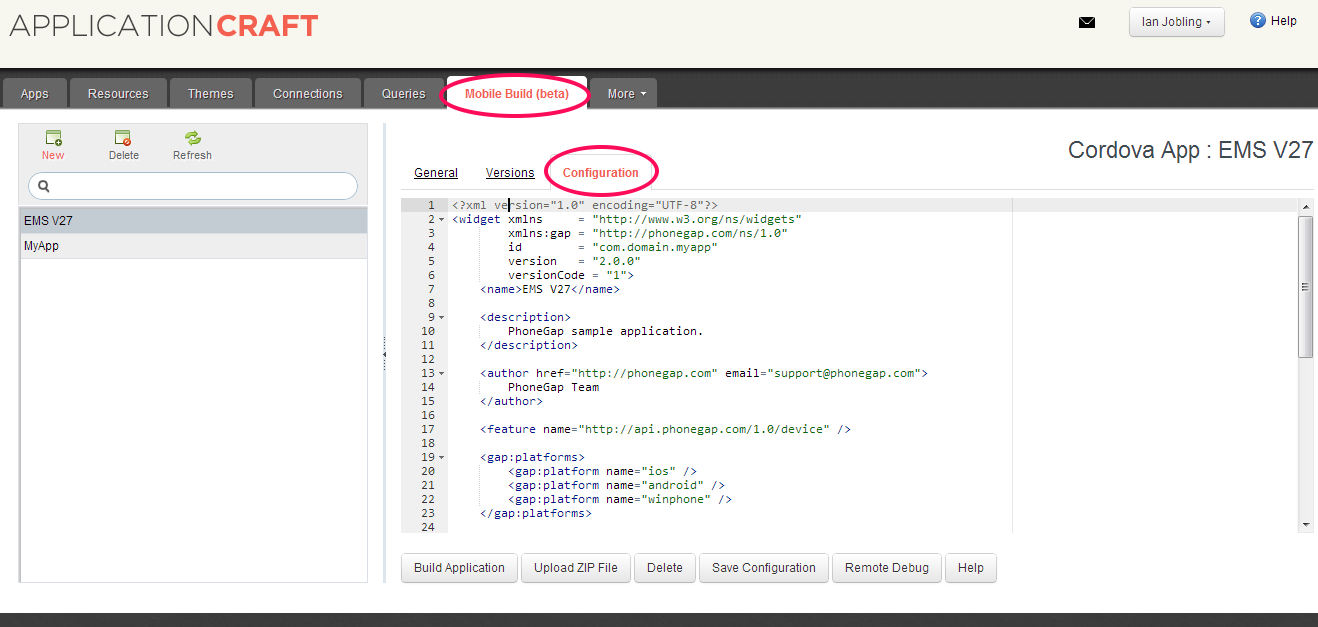 APPLICATIONCRAFT
Ian Jobling
Help
Apps Resources Themes Connections Queries Mobile Build (beta) More
New Delete Refresh
EMS V27
MyApp
Cordova App : EMS V27
General Versions Configuration
1 <?xml version="1.0" encoding="UTF-8"?>
2 <widget xmlns = "http://www.w3.org/ns/widgets"
3 xmlns:gap = "http://phonegap.com/ns/1.0"
4 id = "com.domain.myapp"
5 version = "2.0.0"
6 versionCode = "1">
7 <name>EMS V27</name>
8
9 <description>
10 PhoneGap sample application.
11 </description>
12
13 <author href="http://phonegap.com" email="support@phonegap.com">
14 PhoneGap Team
15 </author>
16
17 <feature name="http://api.phonegap.com/1.0/device" />
18
19 <gap:platforms>
20 <gap:platform name="ios" />
21 <gap:platform name="android" />
22 <gap:platform name="winphone" />
23 </gap:platforms>
24
Build Application Upload ZIP File Delete Save Configuration Remote Debug Help